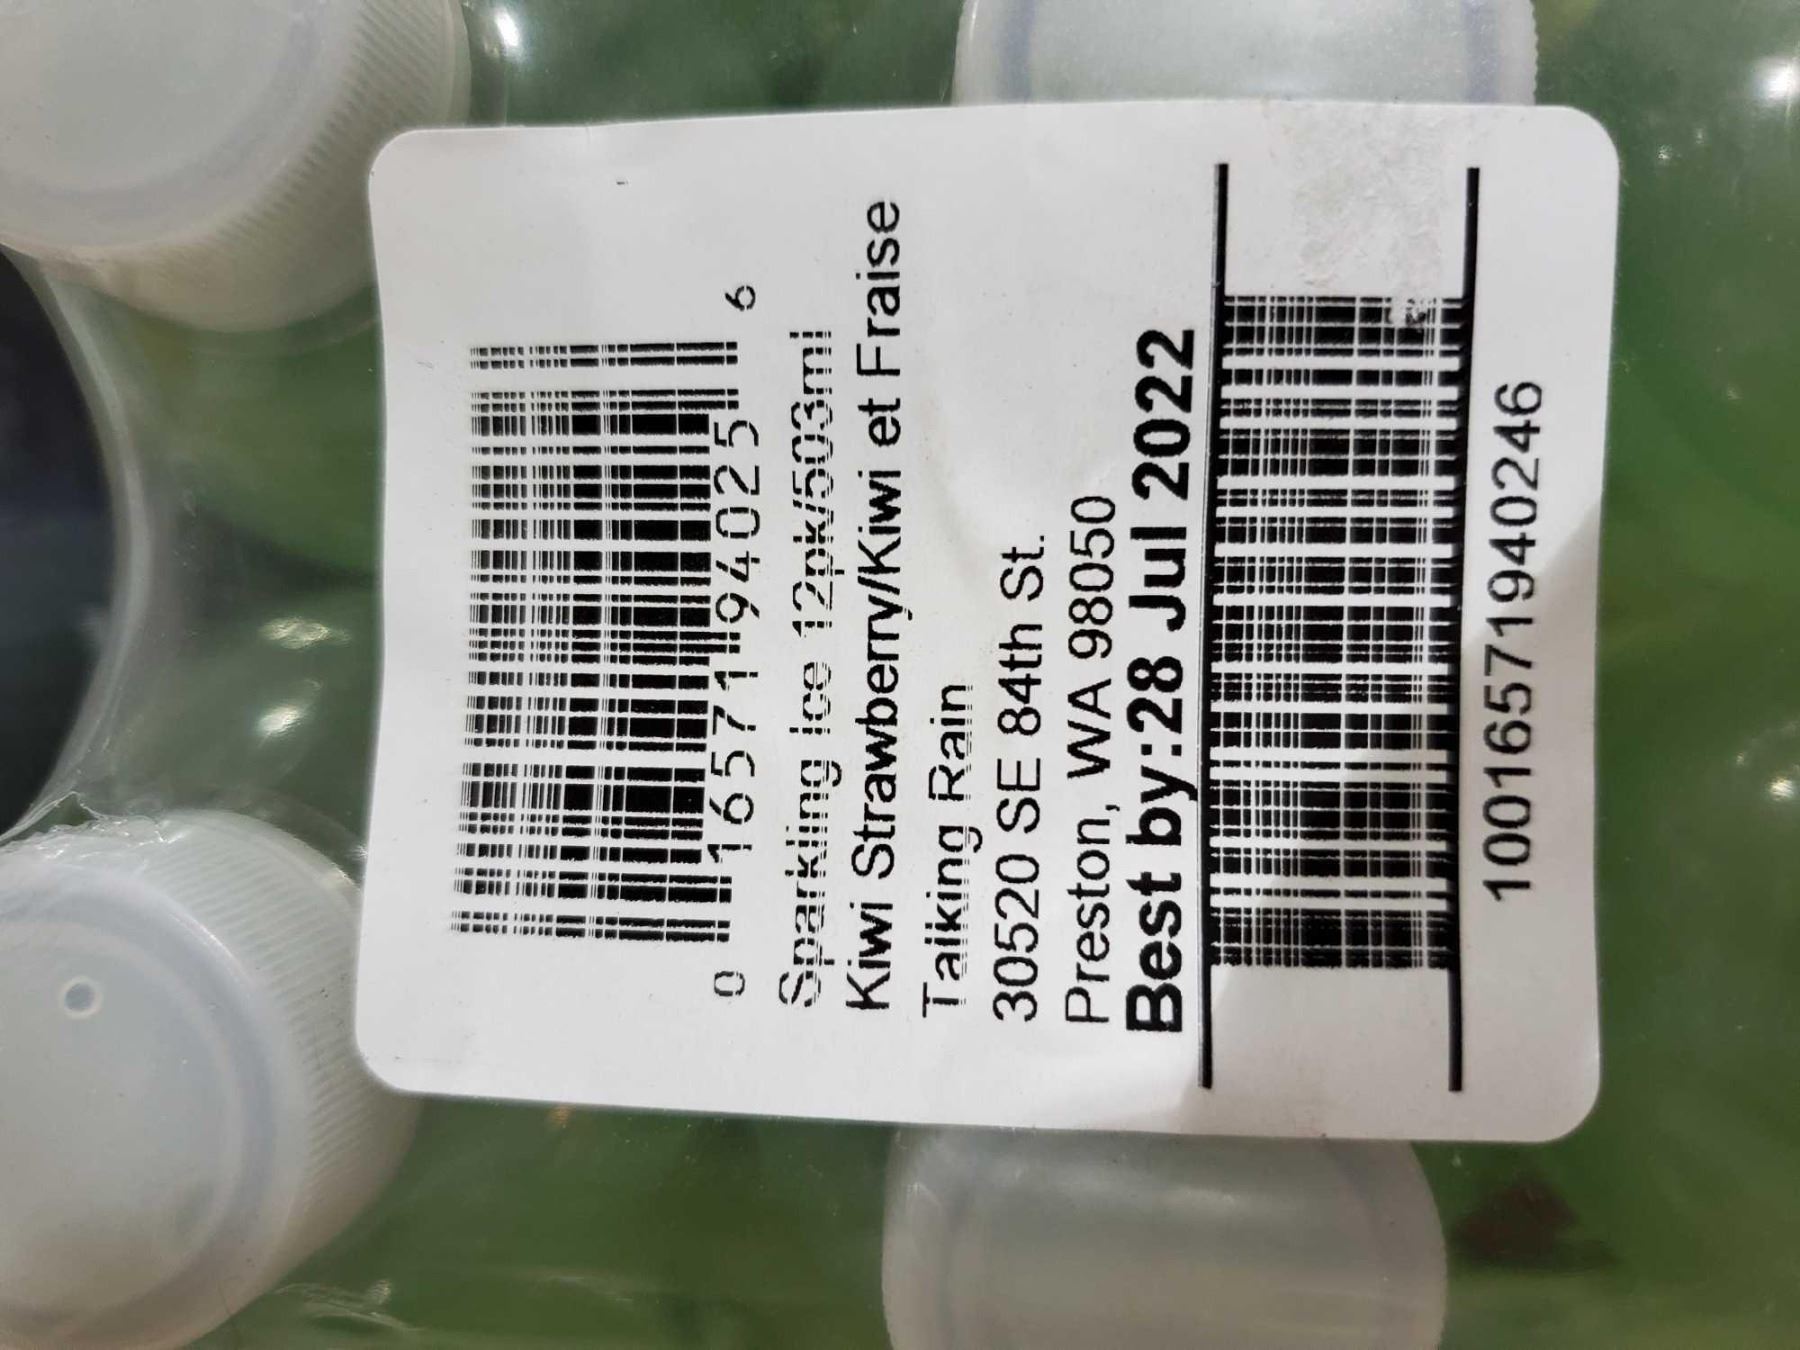 0 16571 94025 6
Sparkling Ice 12pk/503ml
Kiwi Strawberry/Kiwi et Fraise
Talking Rain
30520 SE 84th St.
Preston, WA 98050
Best by:28 Jul 2022
10016571940246